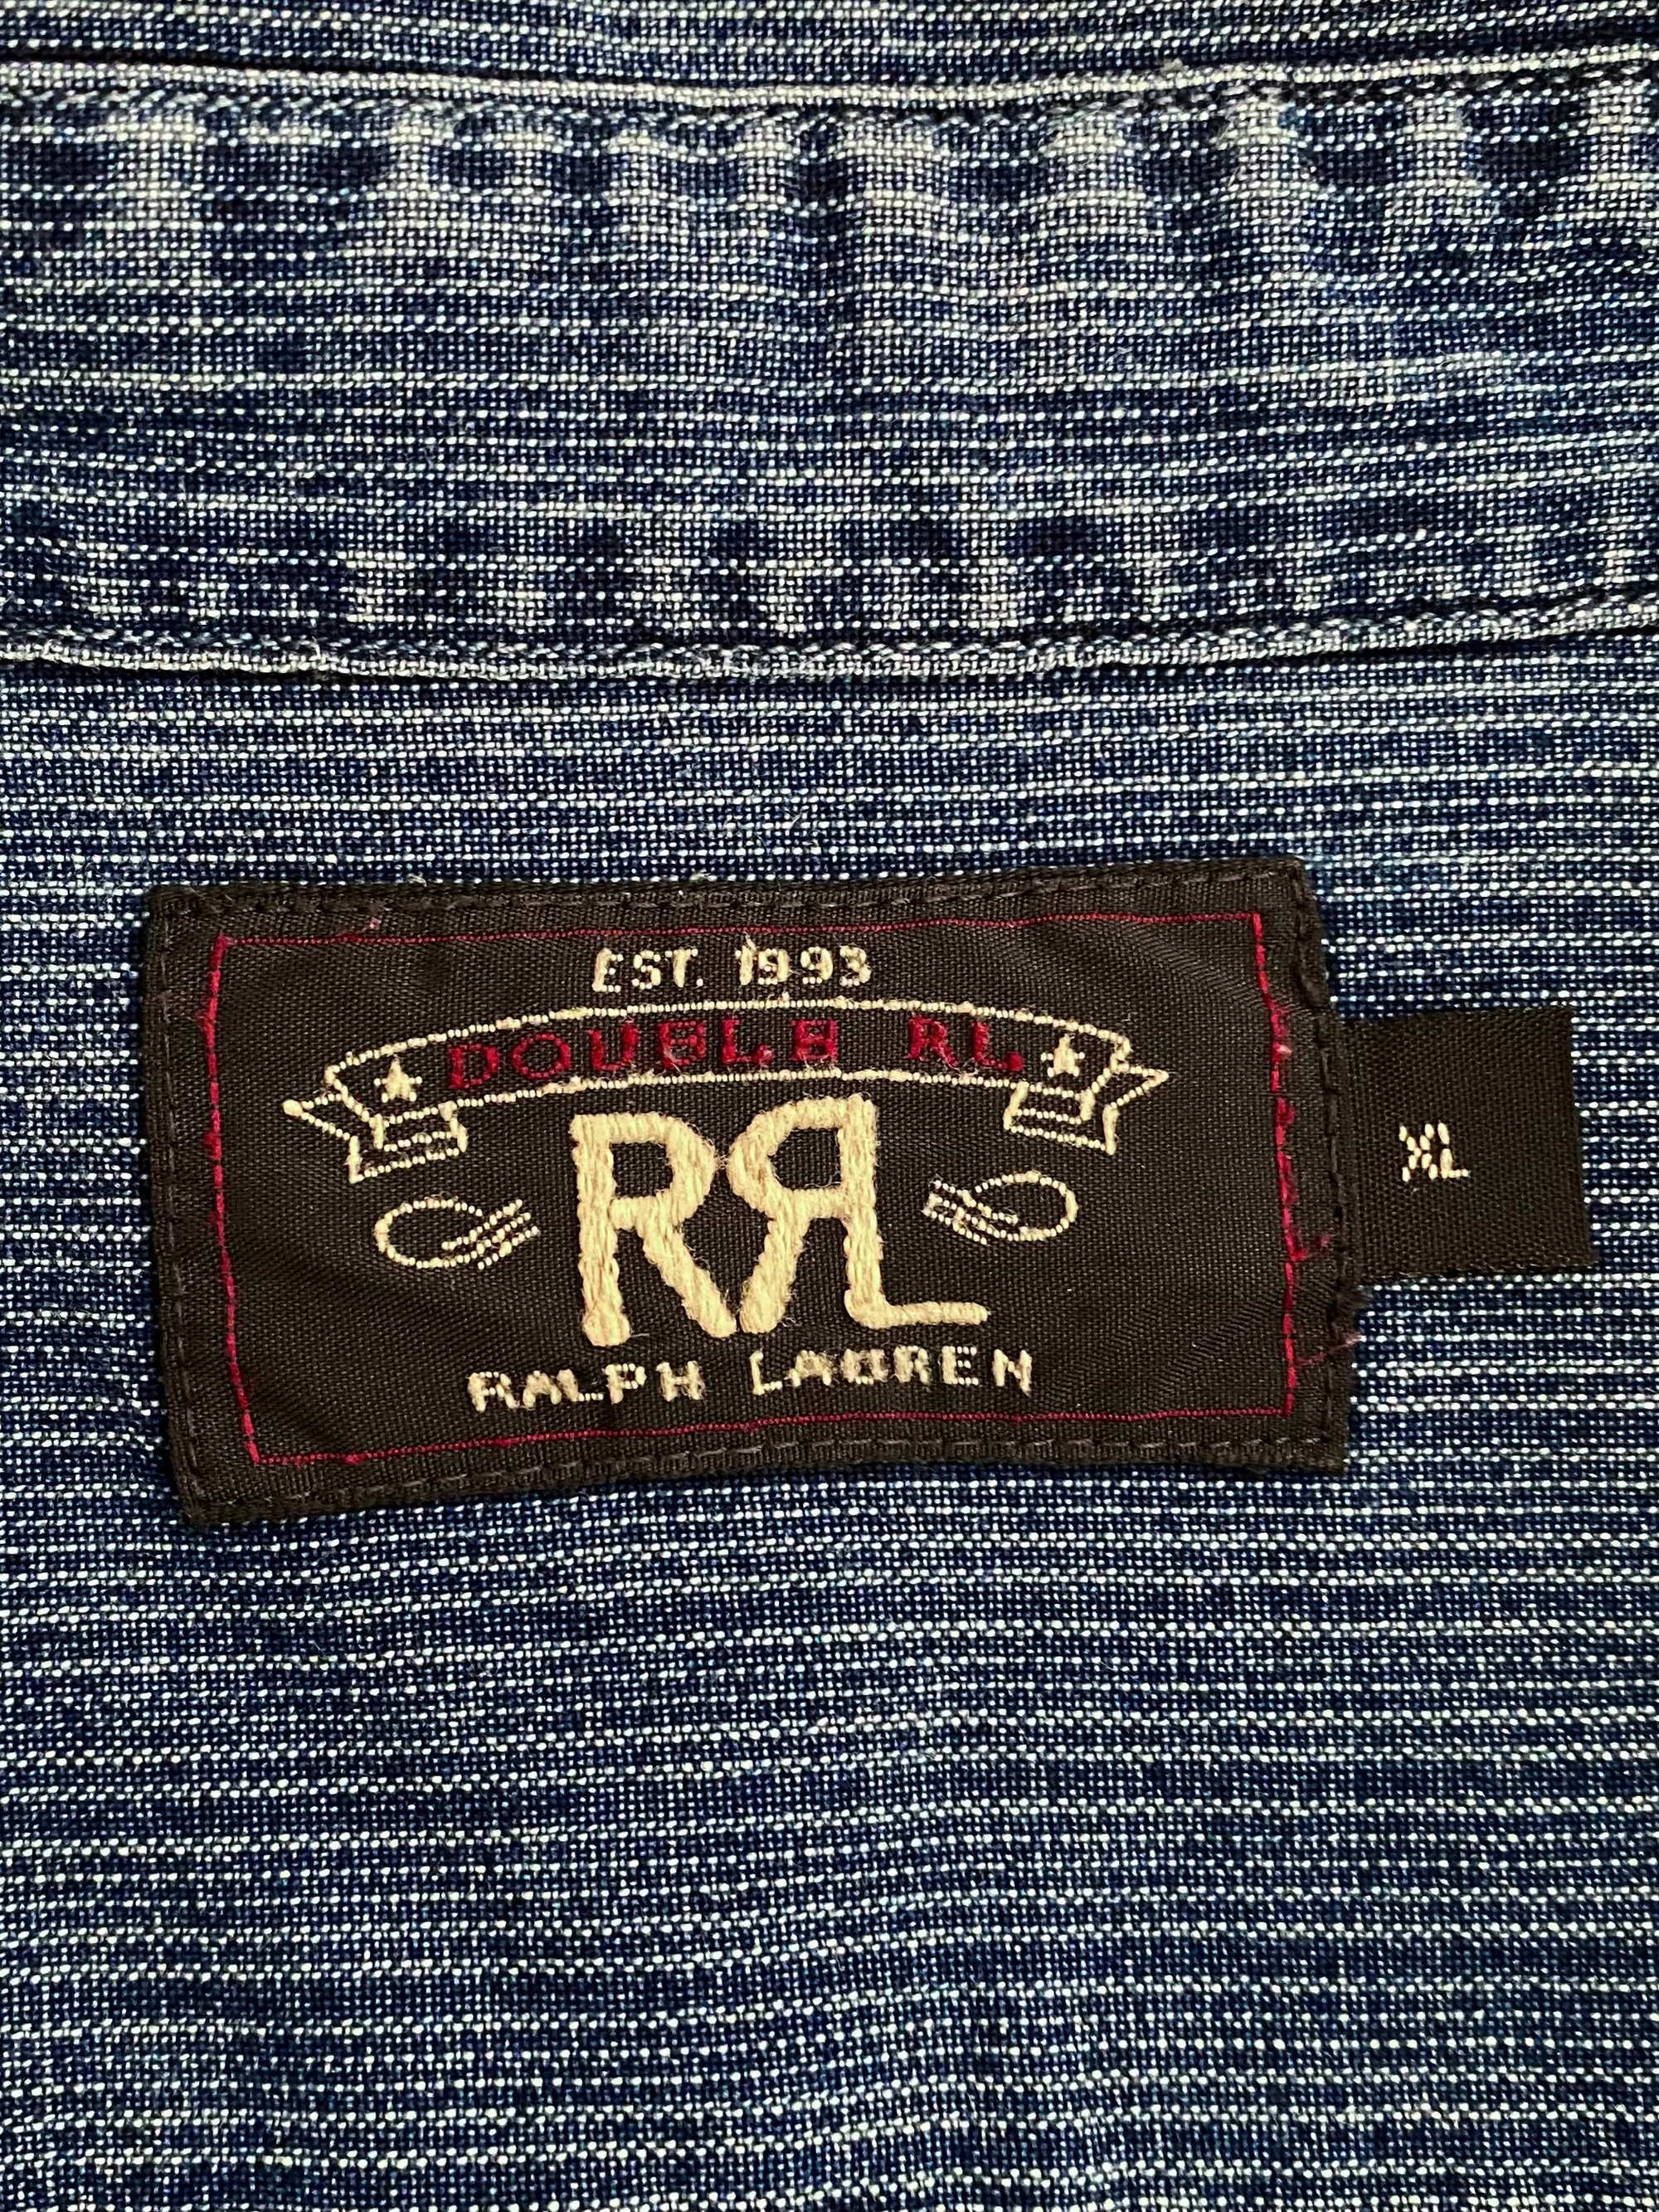 EST. 1993
DOUBLE RL
RRL
RALPH LAUREN
XL